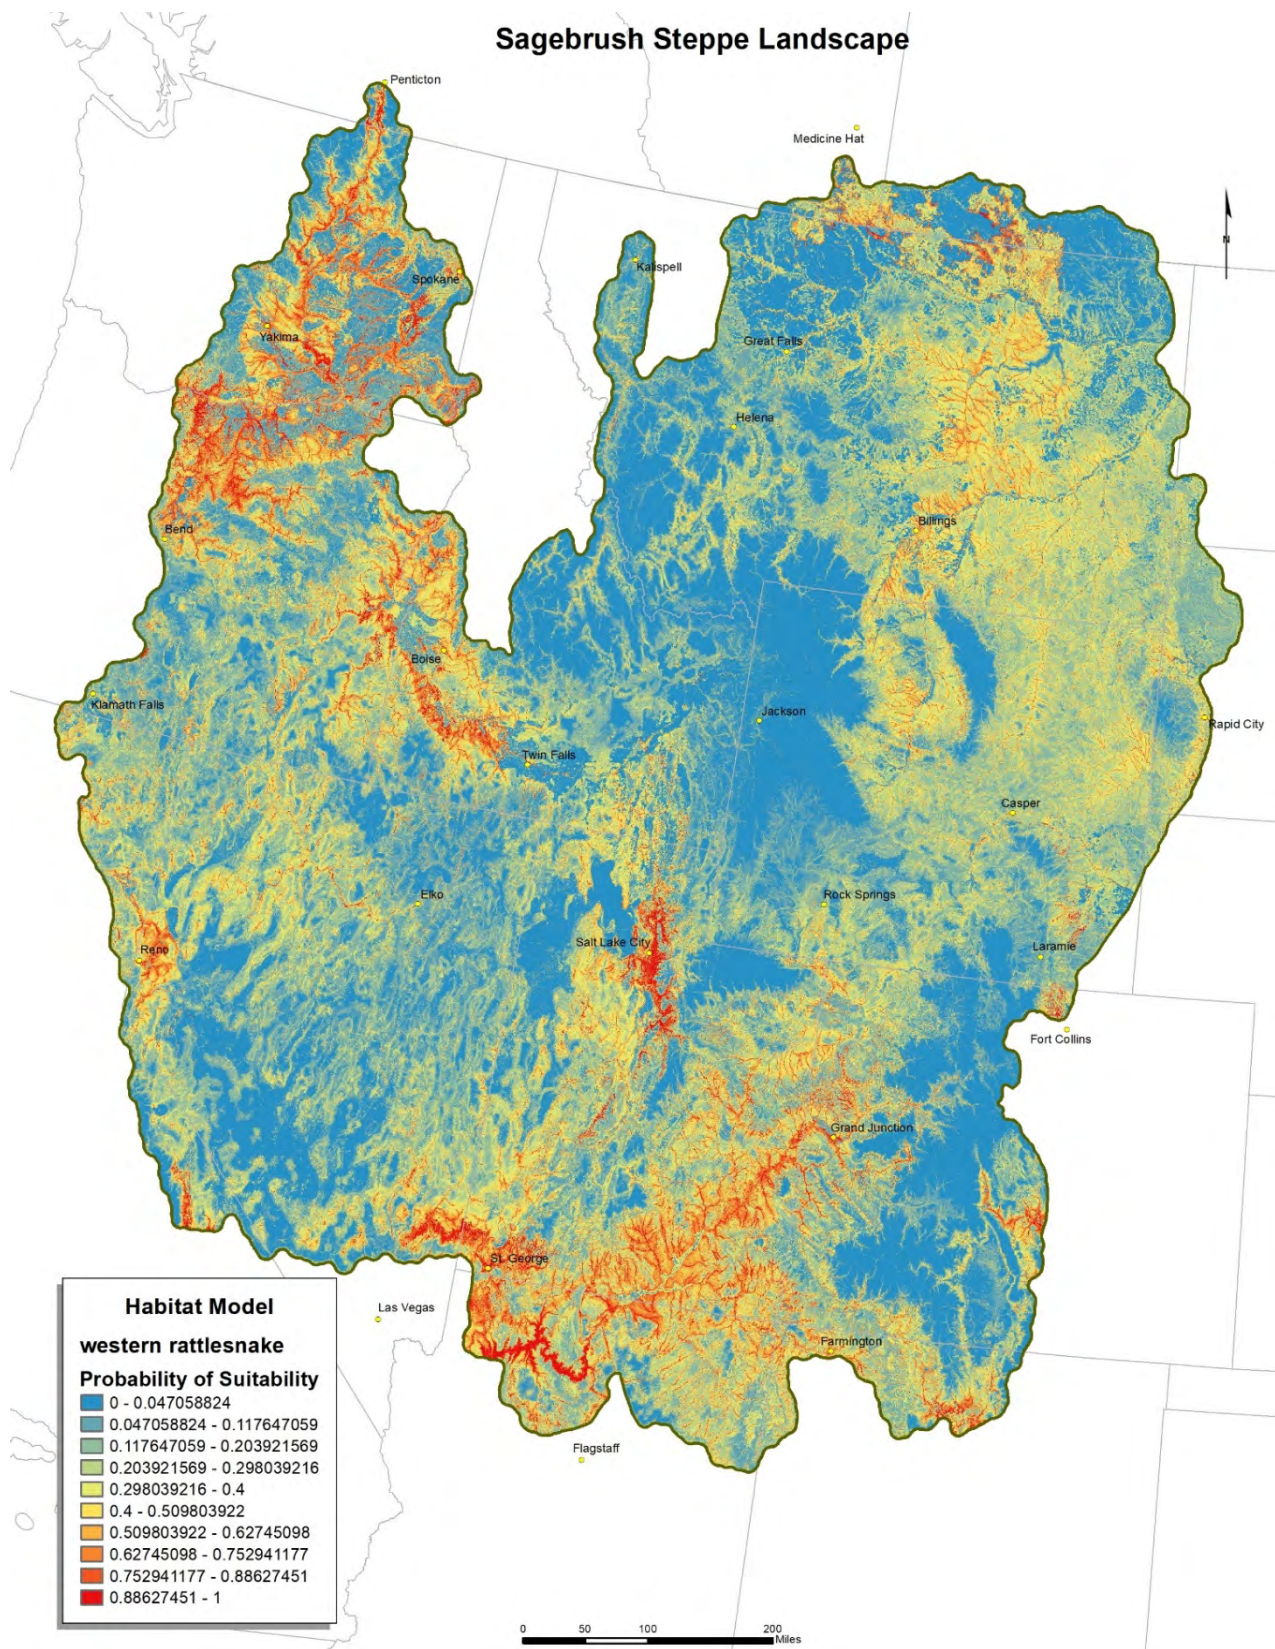 Sagebrush Steppe Landscape
Penticton
Medicine Hat
N
Kalispell
Spokane
Yakima
Great Falls
Helena
Billings
Bend
Boise
Klamath Falls
Jackson
Rapid City
Twin Falls
Casper
Elko
Rock Springs
Salt Lake City
Reno
Laramie
Fort Collins
Grand Junction
St. George
Las Vegas
Farmington
Flagstaff
Habitat Model
western rattlesnake
Probability of Suitability
0 - 0.047058824
0.047058824 - 0.117647059
0.117647059 - 0.203921569
0.203921569 - 0.298039216
0.298039216 - 0.4
0.4 - 0.509803922
0.509803922 - 0.62745098
0.62745098 - 0.752941177
0.752941177 - 0.88627451
0.88627451 - 1
0 50 100 200
Miles